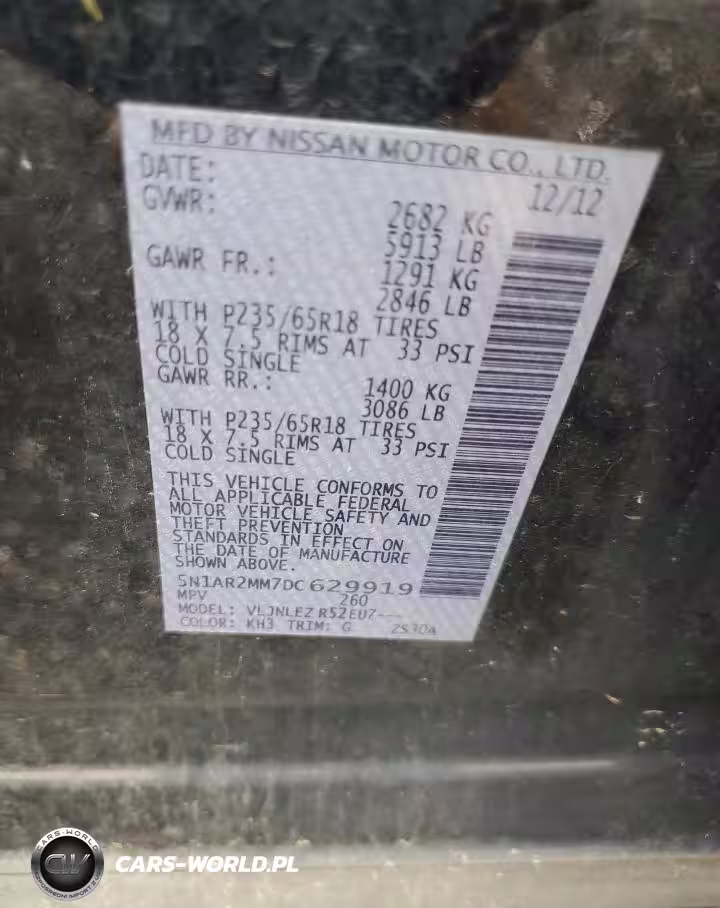 MFD BY NISSAN MOTOR CO., LTD.
DATE: 12/12
GVWR: 2682 KG
5913 LB
GAWR FR.: 1291 KG
2846 LB
WITH P235/65R18 TIRES
18 X 7.5 RIMS AT 33 PSI
COLD SINGLE
GAWR RR.: 1400 KG
3086 LB
WITH P235/65R18 TIRES
18 X 7.5 RIMS AT 33 PSI
COLD SINGLE
THIS VEHICLE CONFORMS TO
ALL APPLICABLE FEDERAL
MOTOR VEHICLE SAFETY AND
THEFT PREVENTION
STANDARDS IN EFFECT ON
THE DATE OF MANUFACTURE
SHOWN ABOVE.
5N1AR2MM7DC629919
MPV 260
MODEL: VLJNLEZ R52EU7---
COLOR: KH3 TRIM: G
CARS-WORLD
CW
CARS-WORLD.PL